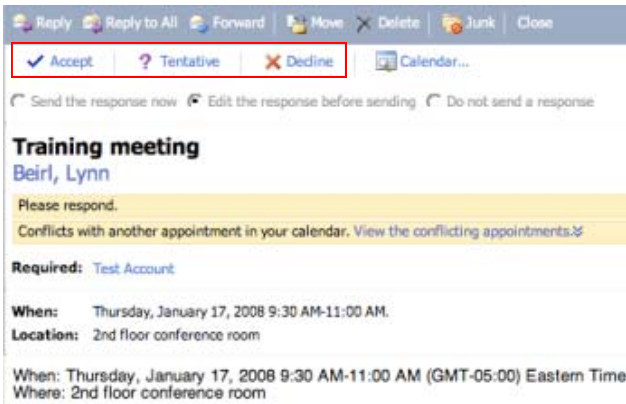 Reply Reply to All Forward Move Delete Junk Close
Accept ? Tentative Decline Calendar...
Send the response now Edit the response before sending Do not send a response
Training meeting
Beirl, Lynn
Please respond.
Conflicts with another appointment in your calendar. View the conflicting appointments.
Required: Test Account
When: Thursday, January 17, 2008 9:30 AM-11:00 AM.
Location: 2nd floor conference room
When: Thursday, January 17, 2008 9:30 AM-11:00 AM (GMT-05:00) Eastern Time
Where: 2nd floor conference room